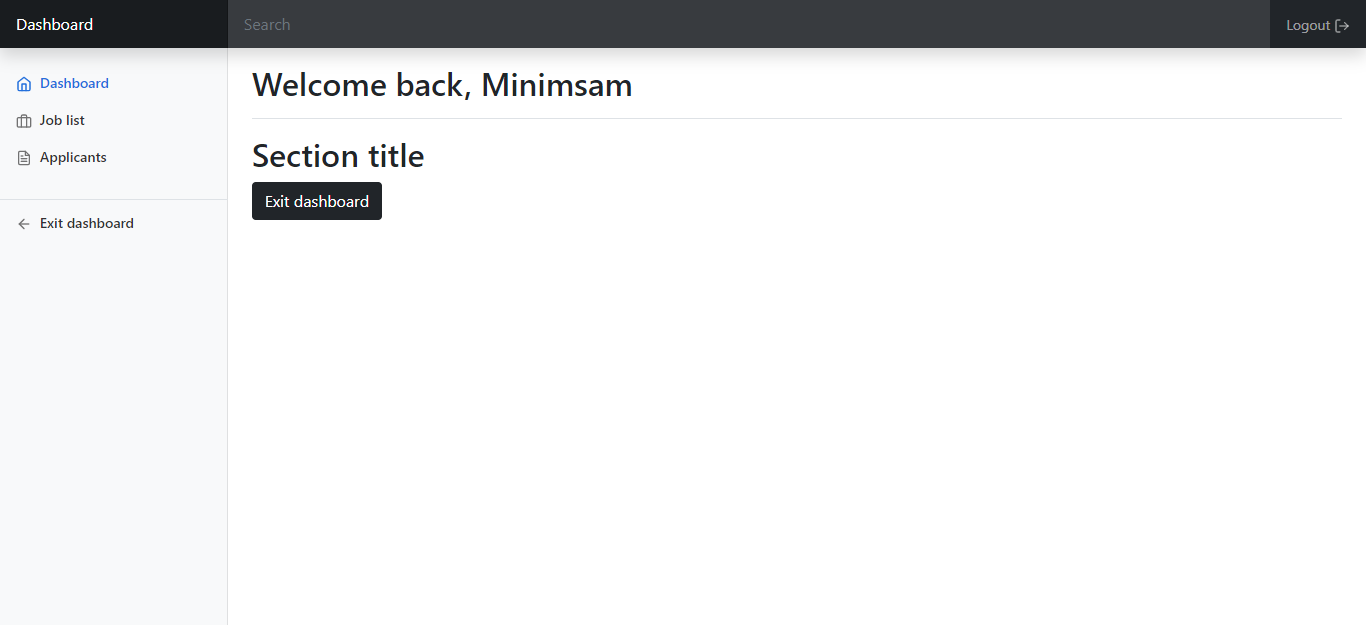 Dashboard
Search
Logout
Dashboard
Job list
Applicants
Exit dashboard
Welcome back, Minimsam
Section title
Exit dashboard